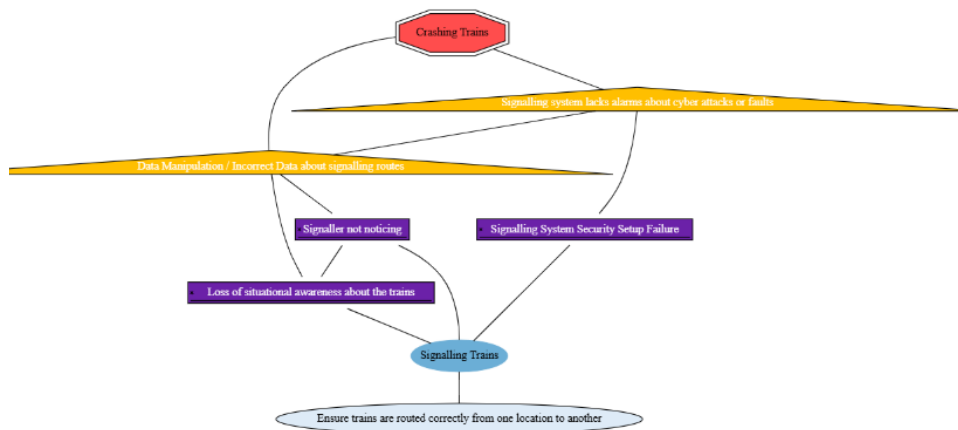 Crashing Trains
Signalling system lacks alarms about cyber attacks or faults
Data Manipulation / Incorrect Data about signalling routes
Signaller not noticing
Signalling System Security Setup Failure
Loss of situational awareness about the trains
Signalling Trains
Ensure trains are routed correctly from one location to another